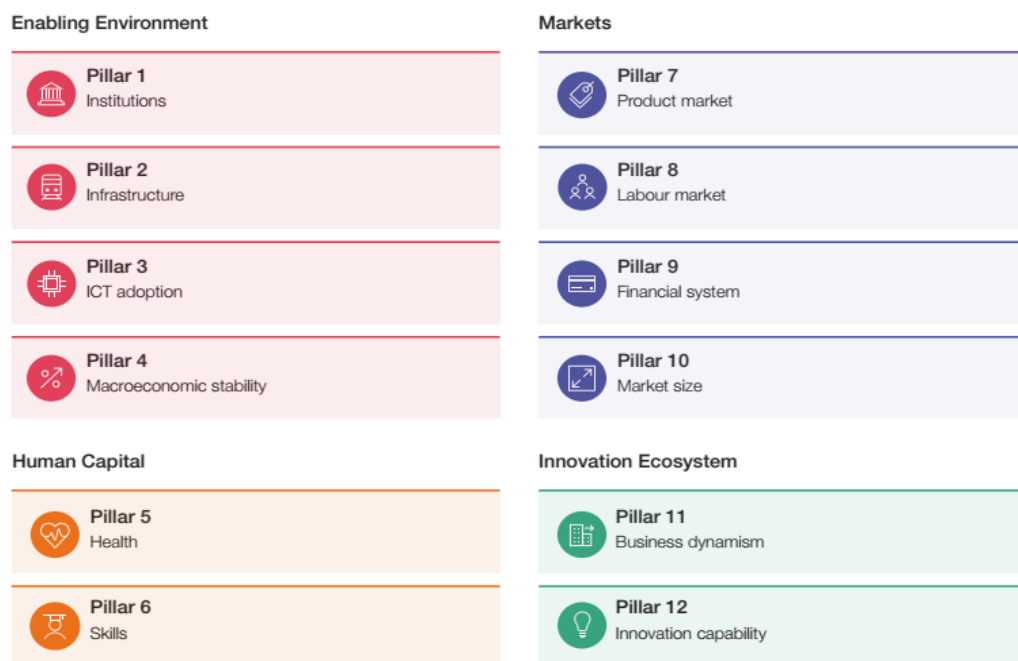 Enabling Environment
Pillar 1
Institutions
Pillar 2
Infrastructure
Pillar 3
ICT adoption
Pillar 4
Macroeconomic stability
Markets
Pillar 7
Product market
Pillar 8
Labour market
Pillar 9
Financial system
Pillar 10
Market size
Human Capital
Pillar 5
Health
Pillar 6
Skills
Innovation Ecosystem
Pillar 11
Business dynamism
Pillar 12
Innovation capability